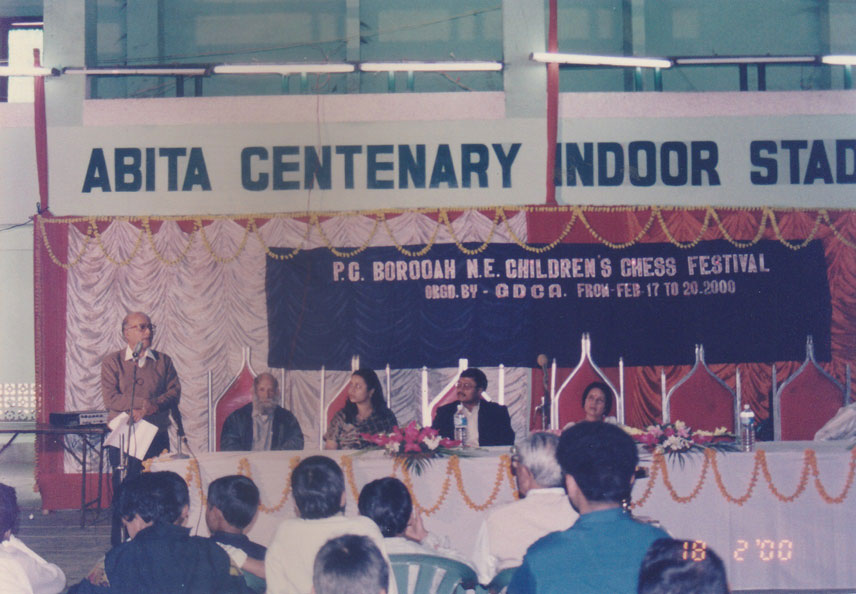 ABITA CENTENARY INDOOR STAD
P.C. BOROOAH N.E. CHILDREN'S CHESS FESTIVAL
ORGD. BY - GDCA. FROM - FEB 17 TO 20. 2000
18 2'00